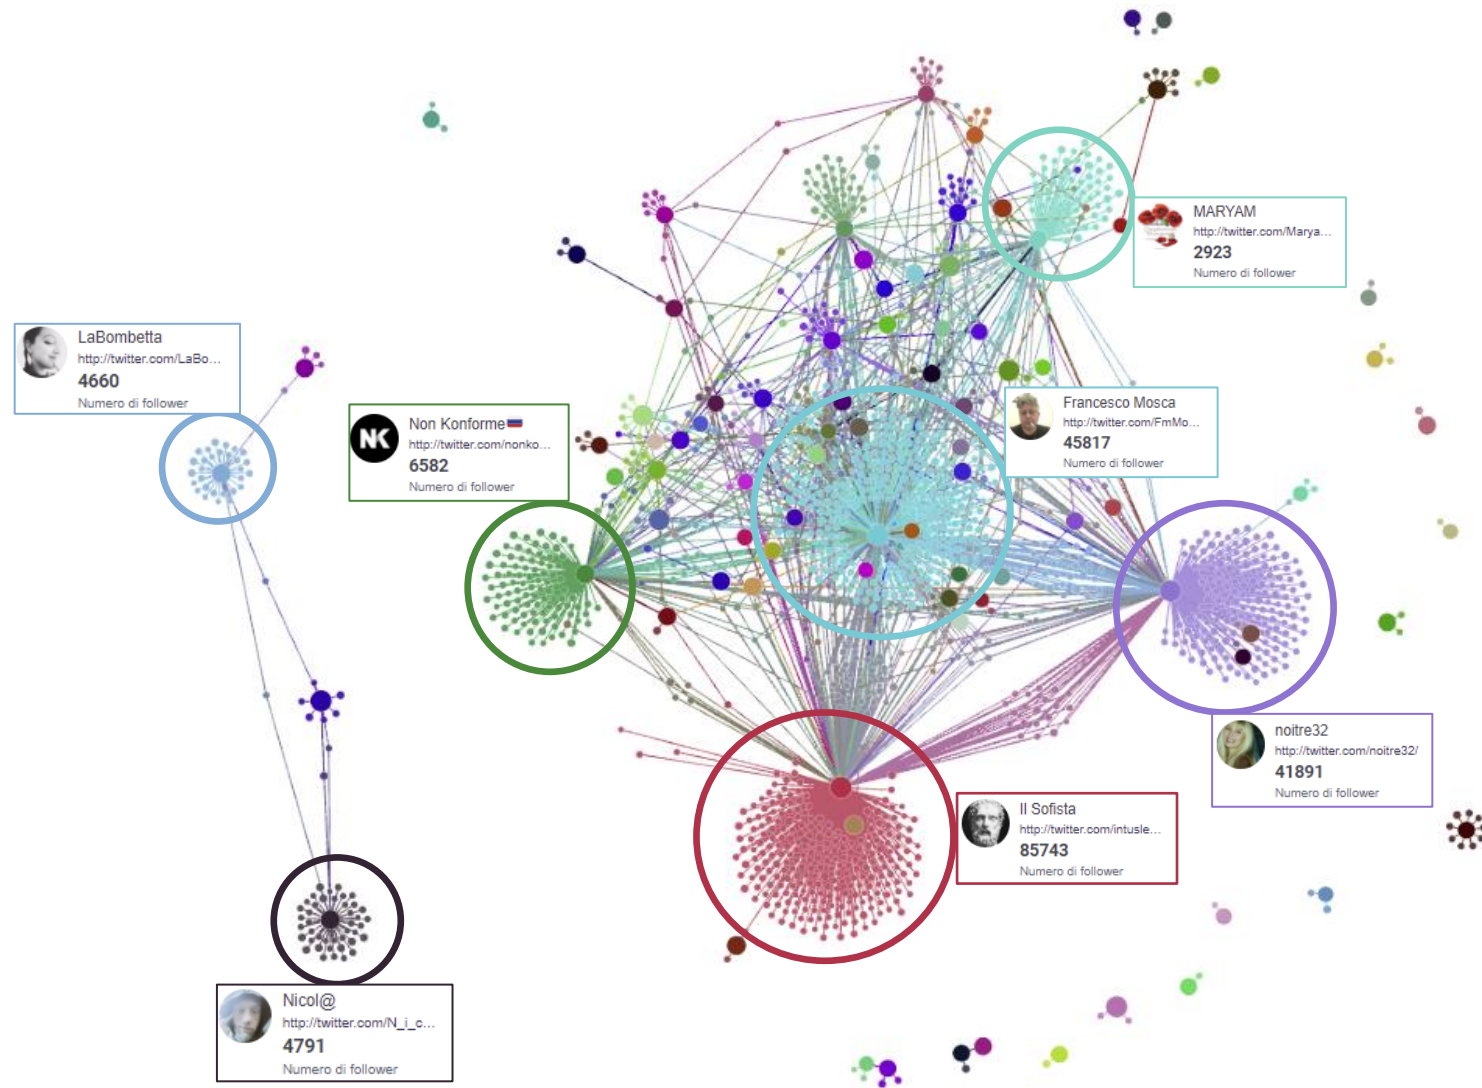 MARYAM
http://twitter.com/Marya...
2923
Numero di follower
LaBombetta
http://twitter.com/LaBo...
4660
Numero di follower
Francesco Mosca
http://twitter.com/FmMo...
45817
Numero di follower
NK
Non Konforme
http://twitter.com/nonko...
6582
Numero di follower
noitre32
http://twitter.com/noitre32/
41891
Numero di follower
Il Sofista
http://twitter.com/intusle...
85743
Numero di follower
Nicol@
http://twitter.com/N_i_c...
4791
Numero di follower